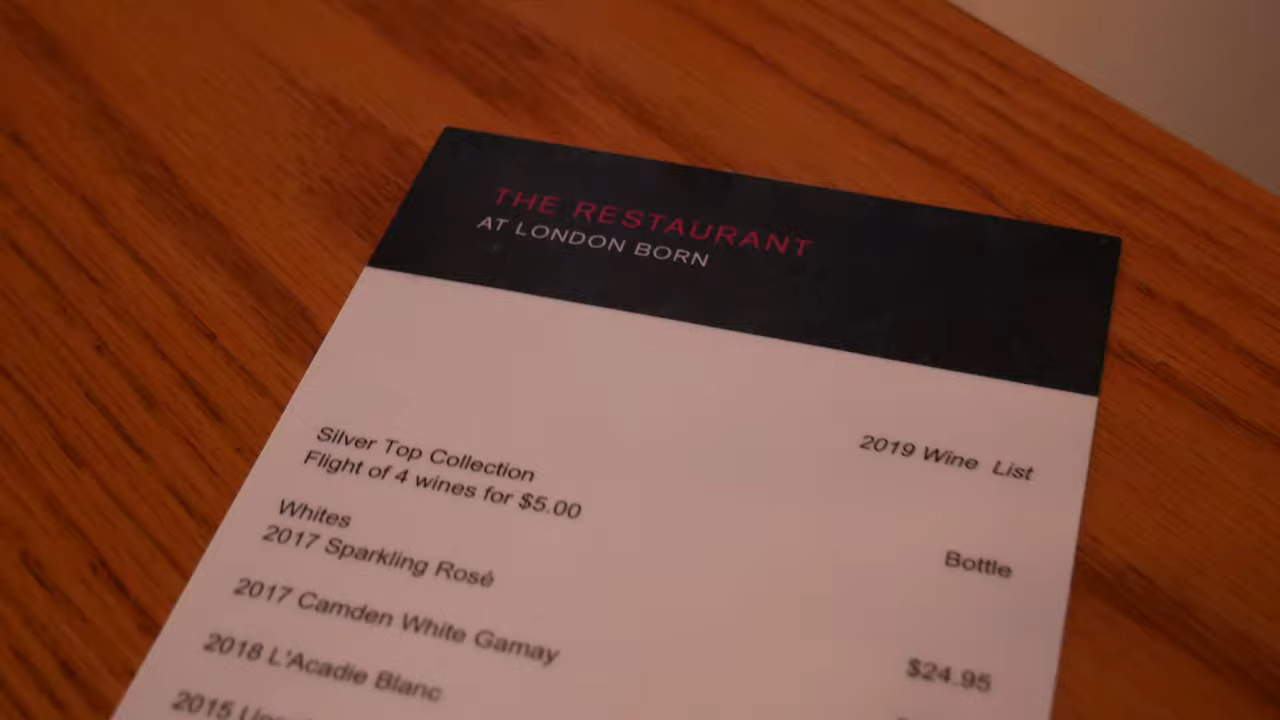 THE RESTAURANT
AT LONDON BORN
2019 Wine List
Silver Top Collection
Flight of 4 wines for $5.00
Bottle
Whites
2017 Sparkling Rosé
$24.95
2017 Camden White Gamay
2018 L'Acadie Blanc
2015